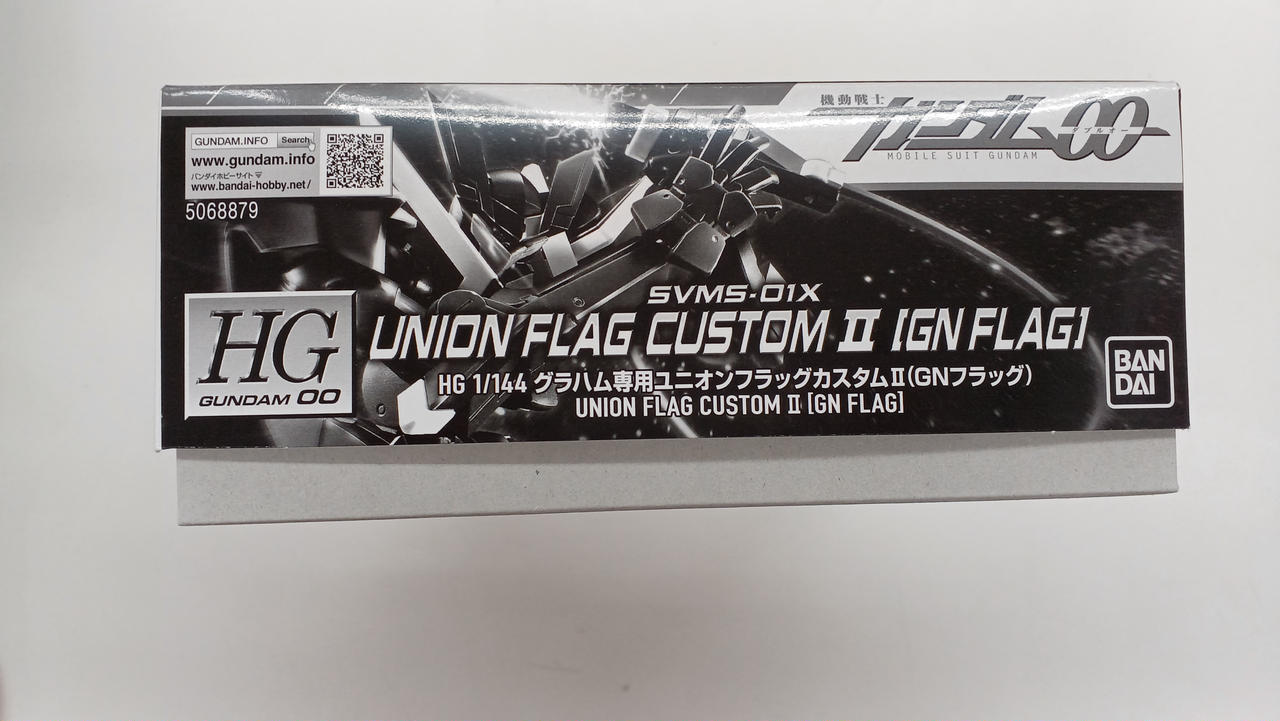 GUNDAM.INFO Search
www.gundam.info
バンダイホビーサイト
www.bandai-hobby.net/
5068879
機動戦士
ガンダム00
ダブルオー
MOBILE SUIT GUNDAM
SVMS-01X
UNION FLAG CUSTOM II [GN FLAG]
HG
GUNDAM 00
HG 1/144 グラハム専用ユニオンフラッグカスタムII(GNフラッグ)
UNION FLAG CUSTOM II [GN FLAG]
BAN
DAI